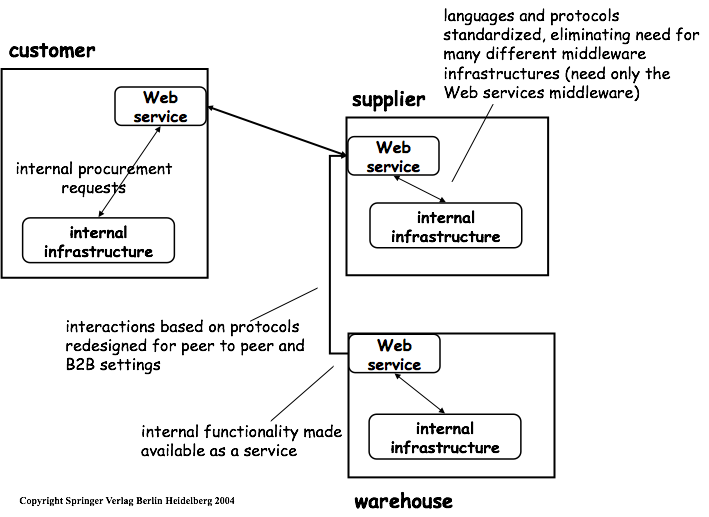 languages and protocols
standardized, eliminating need for
many different middleware
infrastructures (need only the
Web services middleware)
customer
Web
service
supplier
internal procurement
requests
Web
service
internal
infrastructure
internal
infrastructure
interactions based on protocols
redesigned for peer to peer and
B2B settings
Web
service
internal functionality made
available as a service
internal
infrastructure
warehouse
Copyright Springer Verlag Berlin Heidelberg 2004